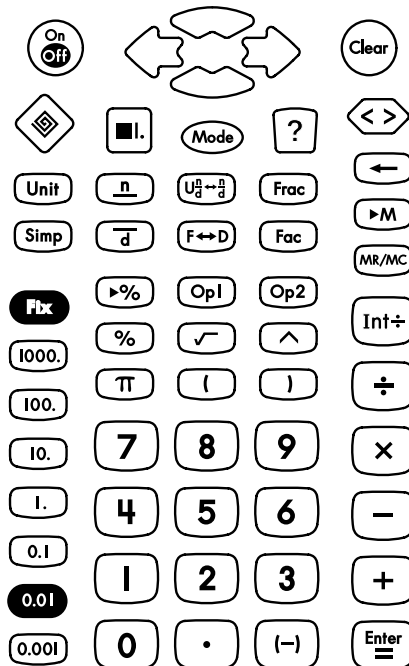 On
Off
Clear
■I.
Mode
?
< >
Unit
n
U n/d ↔ n/d
Frac
←
Simp
d
F↔D
Fac
▸M
MR/MC
▸%
Op1
Op2
Fix
Int÷
%
√
^
1000.
π
(
)
÷
100.
7
8
9
×
10.
4
5
6
−
1.
0.1
1
2
3
+
0.01
0
.
(−)
Enter
=
0.001